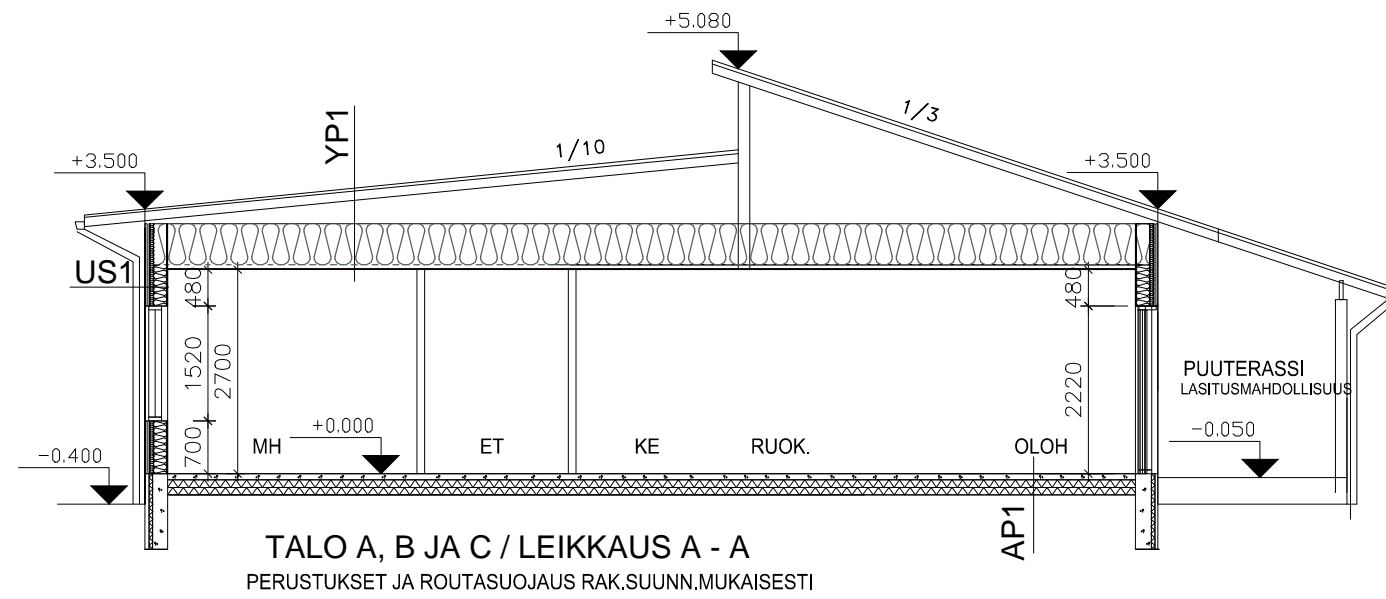 +5.080
1/3
YP1
1/10
+3.500
+3.500
US1
480
480
1520
2700
2220
PUUTERASSI
LASITUSMAHDOLLISUUS
700
+0.000
-0.050
MH
ET
KE
RUOK.
OLOH
-0.400
AP1
TALO A, B JA C / LEIKKAUS A - A
PERUSTUKSET JA ROUTASUOJAUS RAK.SUUNN.MUKAISESTI